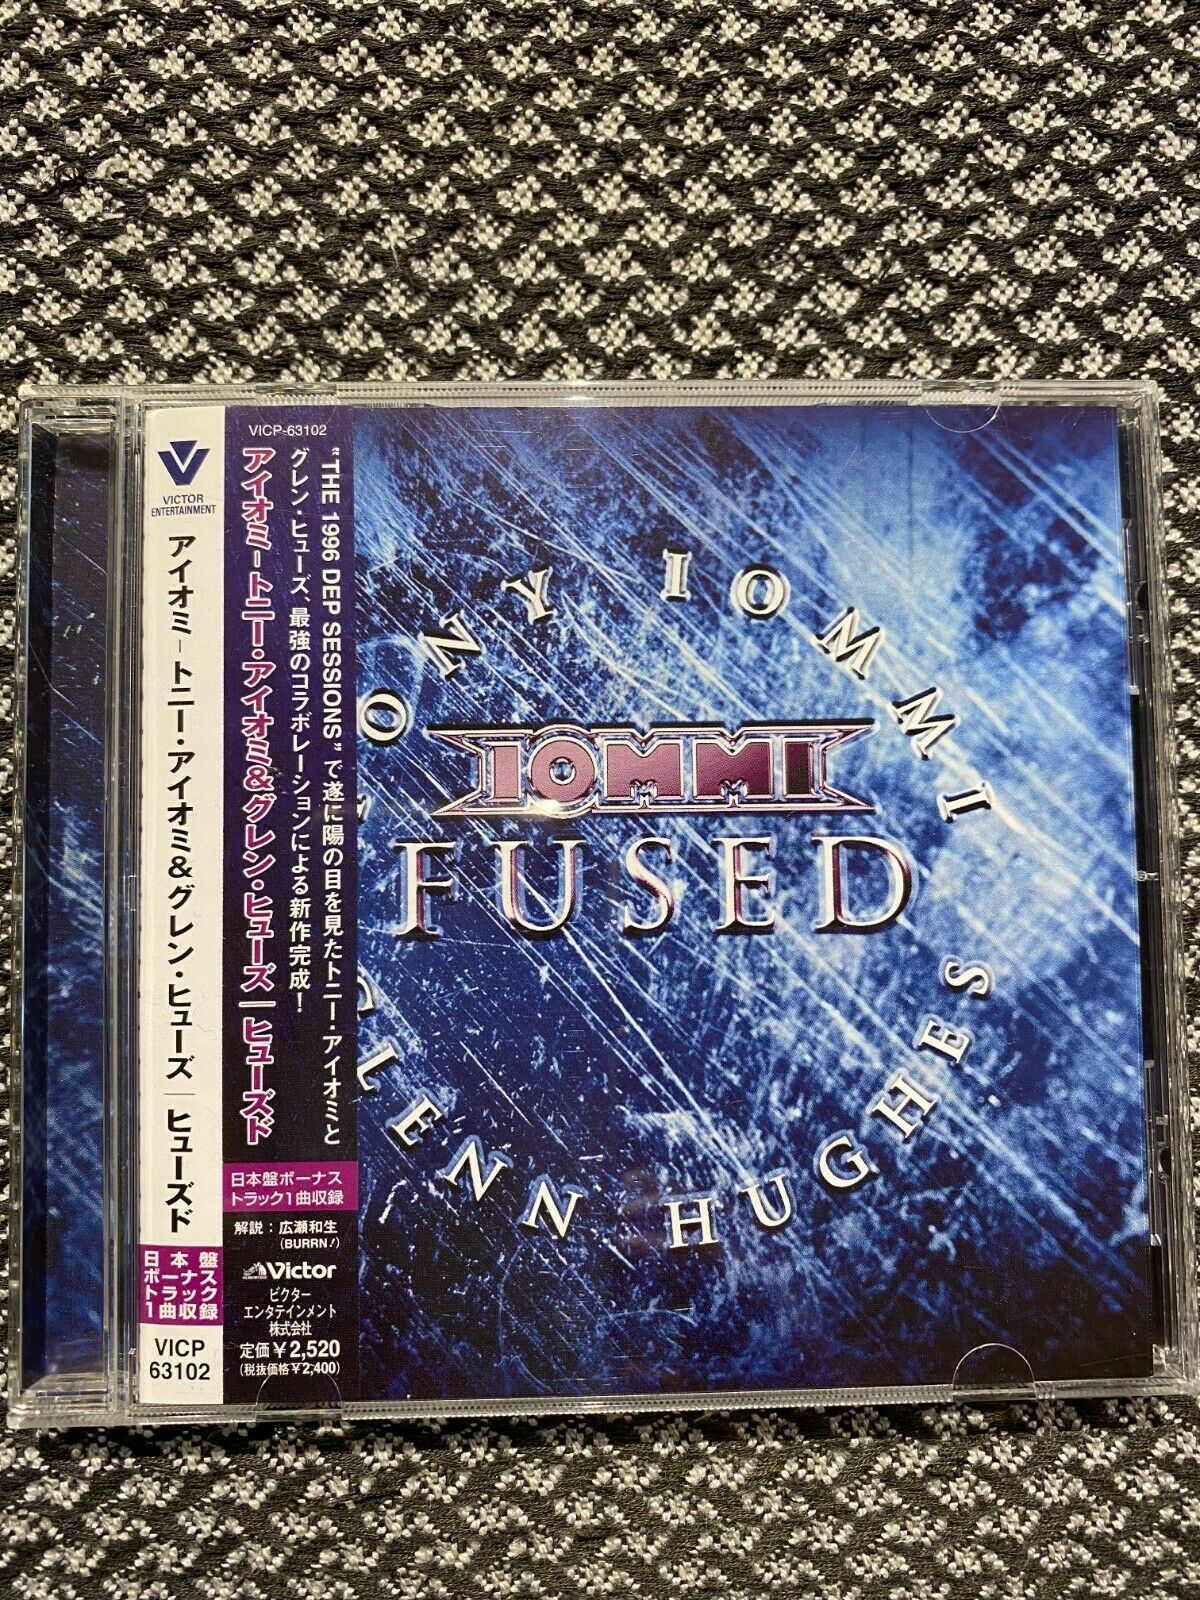 VICTOR
ENTERTAINMENT
アイオミ–トニー・アイオミ&グレン・ヒューズ|ヒューズド
日本盤
ボーナス
トラック
1曲収録
VICP
63102
VICP-63102
"THE 1996 DEP SESSIONS"で遂に陽の目を見たトニー・アイオミと
グレン・ヒューズ、最強のコラボレーションによる新作完成!
アイオミ–トニー・アイオミ&グレン・ヒューズ|ヒューズド
日本盤ボーナス
トラック1曲収録
解説:広瀬和生
(BURRN!)
Victor
ビクター
エンタテインメント
株式会社
定価¥2,520
(税抜価格¥2,400)
ONY IOMMI
IOMMI
FUSED
GLENN HUGHES